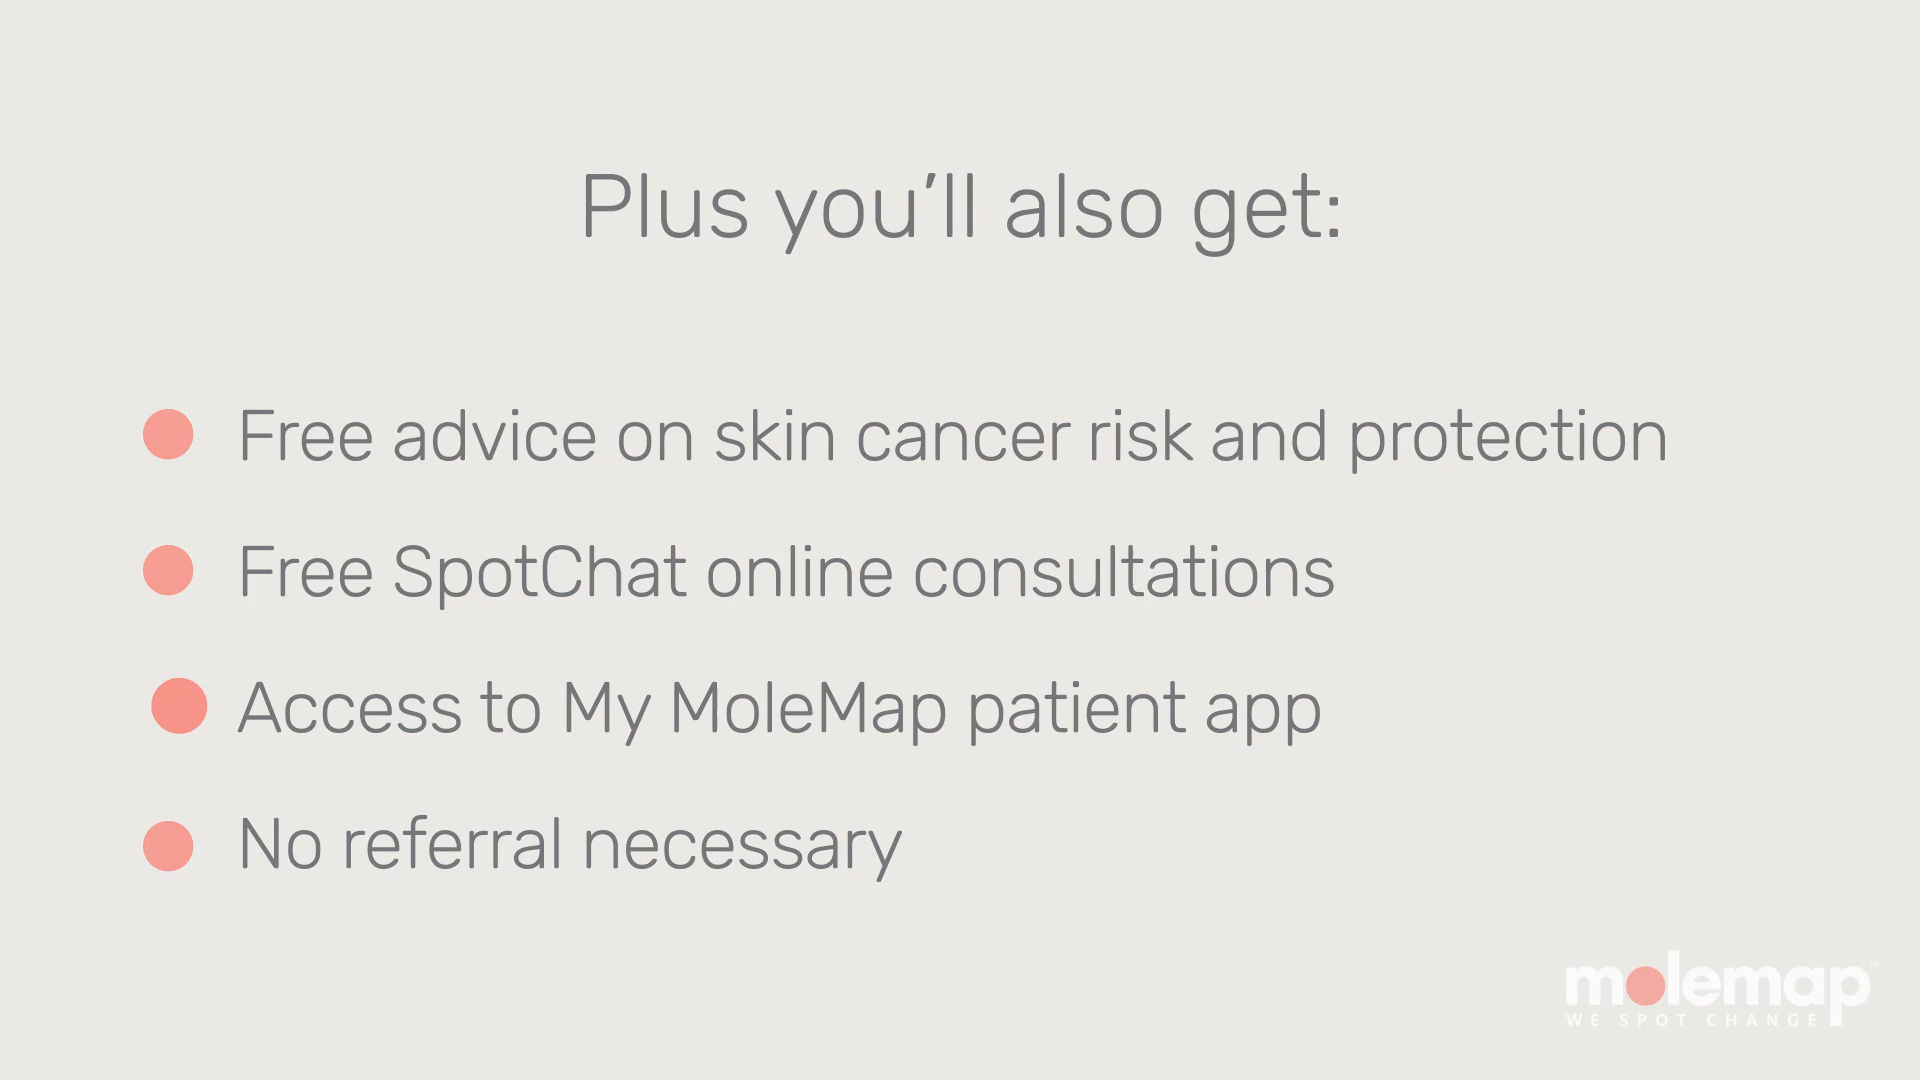 Plus you’ll also get:
Free advice on skin cancer risk and protection
Free SpotChat online consultations
Access to My MoleMap patient app
No referral necessary
molemap™
WE SPOT CHANGE